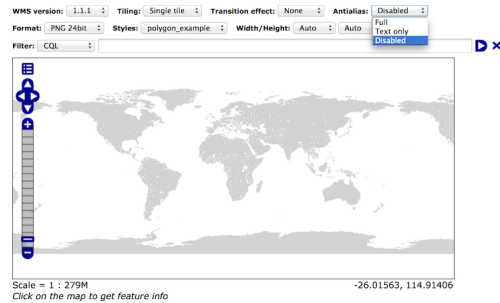 WMS version: 1.1.1 Tiling: Single tile Transition effect: None Antialias: Disabled
Full
Text only
Disabled
Format: PNG 24bit Styles: polygon_example Width/Height: Auto Auto
Filter: CQL
Scale = 1 : 279M -26.01563, 114.91406
Click on the map to get feature info